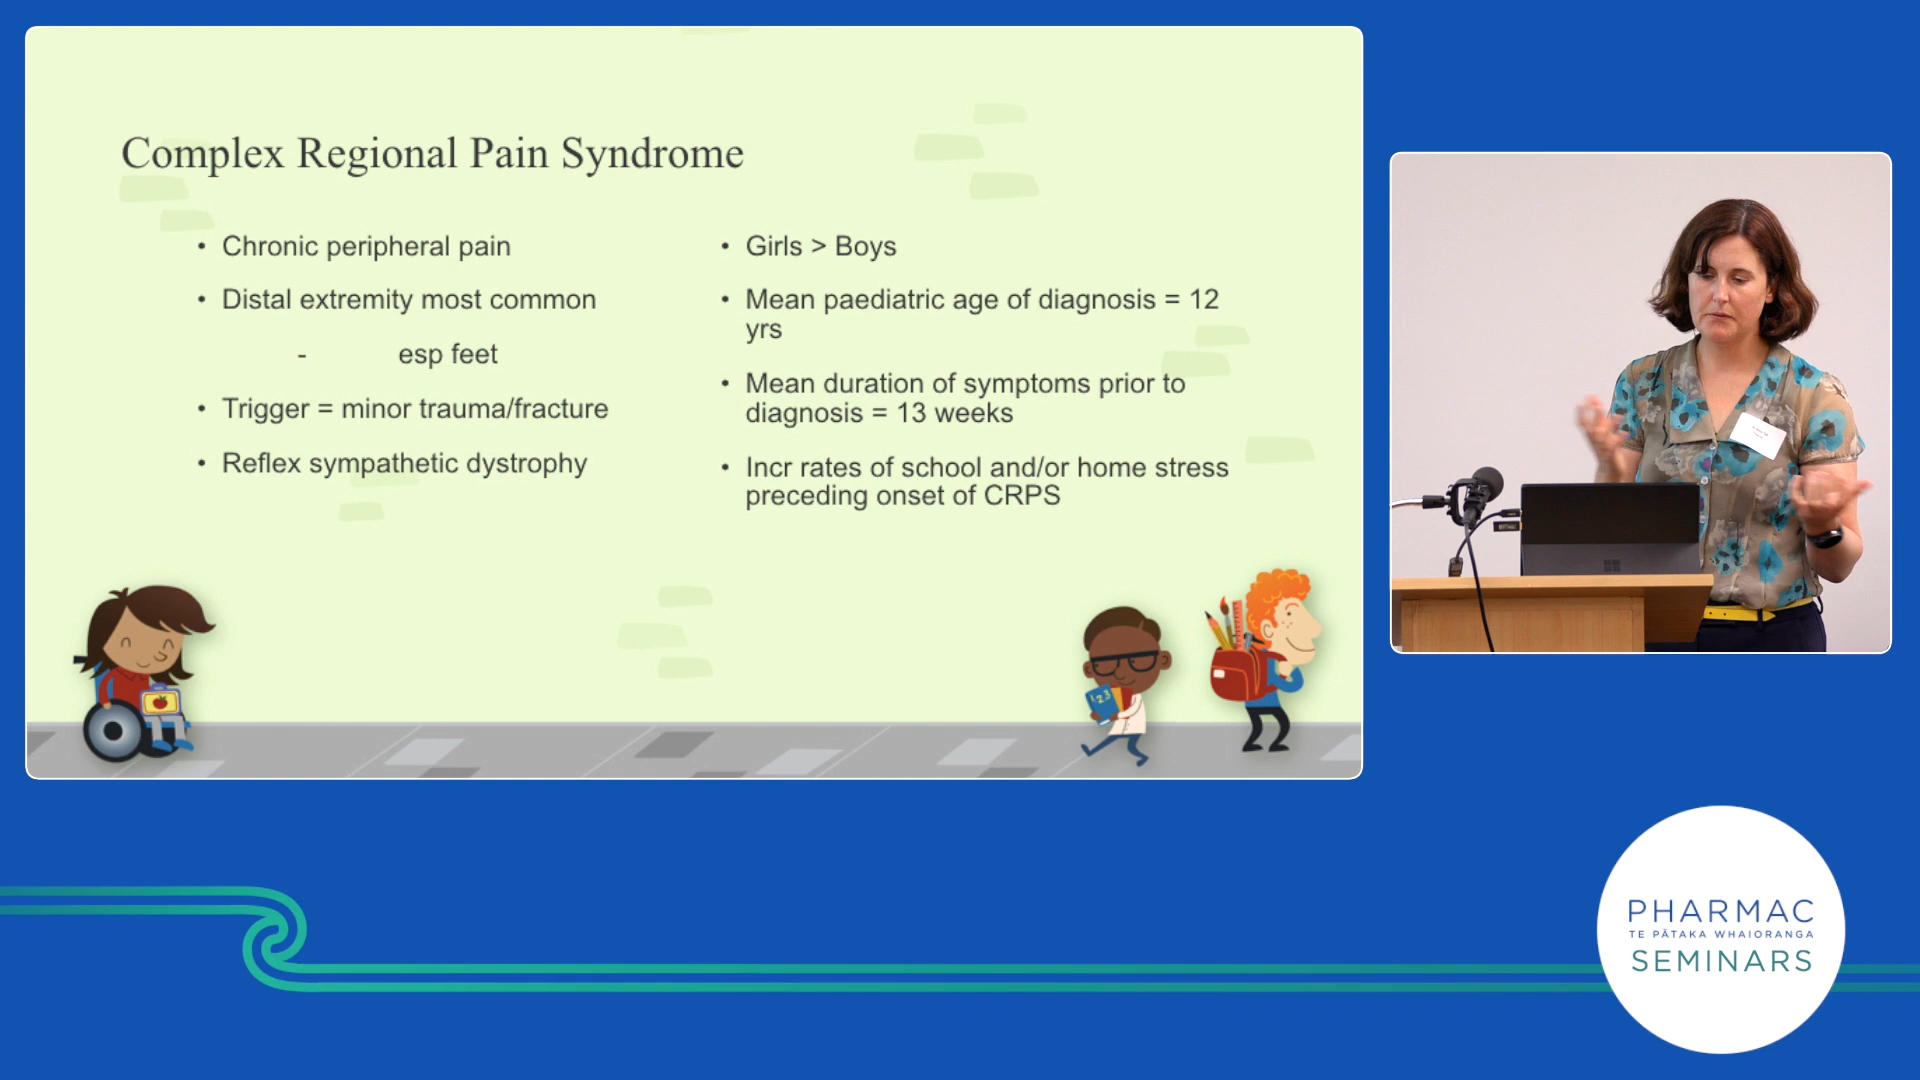 Complex Regional Pain Syndrome
• Chronic peripheral pain
• Distal extremity most common
- esp feet
• Trigger = minor trauma/fracture
• Reflex sympathetic dystrophy
• Girls > Boys
• Mean paediatric age of diagnosis = 12
yrs
• Mean duration of symptoms prior to
diagnosis = 13 weeks
• Incr rates of school and/or home stress
preceding onset of CRPS
123
PHARMAC
TE PĀTAKA WHAIORANGA
SEMINARS